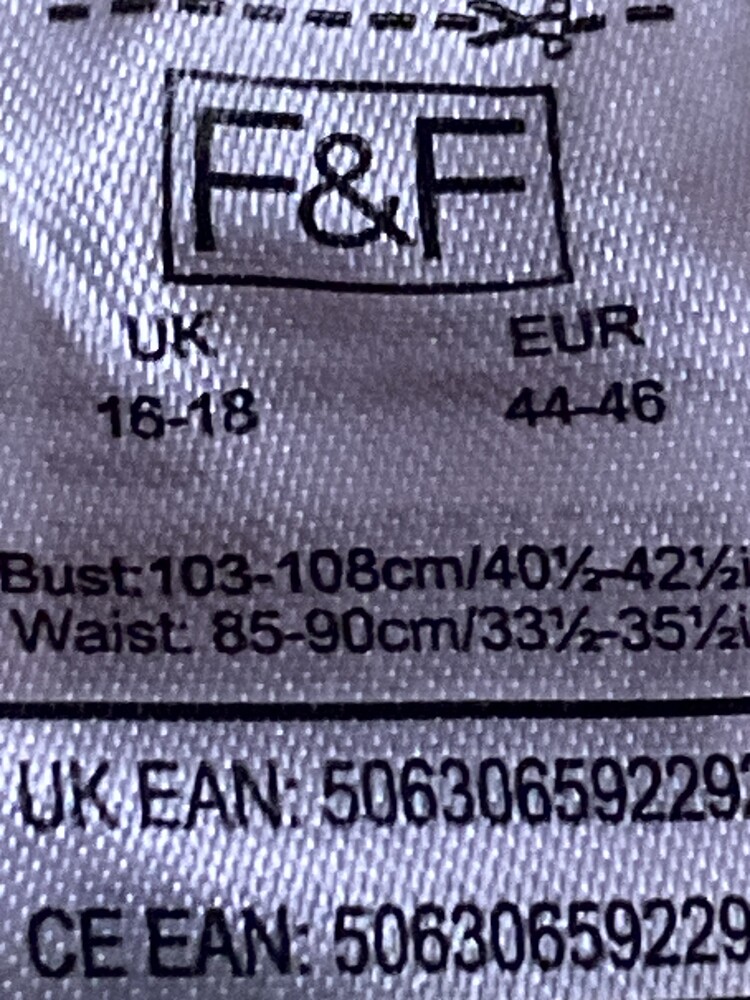 F&F
UK EUR
16-18 44-46
Bust:103-108cm/40½-42½i
Waist: 85-90cm/33½-35½i
UK EAN: 506306592293
CE EAN: 50630659229